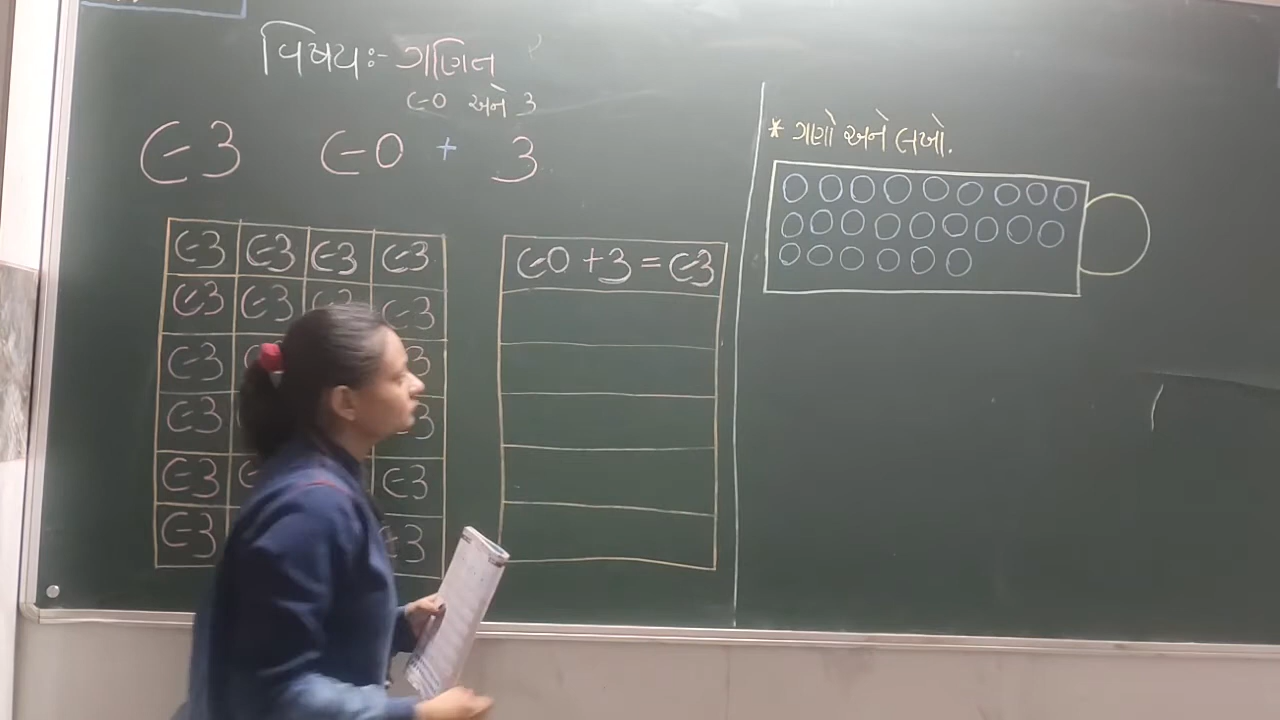 વિષયઃ- ગણિત
૯૦ અને ૩
૯૩ ૯૦ + ૩
૯૩ ૯૩ ૯૩ ૯૩
૯૩ ૯૩ ૯૩
૯૩
૯૩
૯૩ ૯૩
૯૩ ૯૩
૯૦ + ૩ = ૯૩
* ગણો અને લખો.